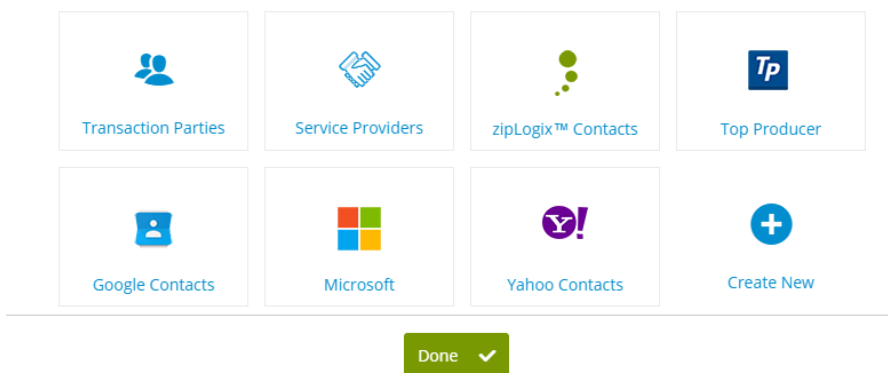 Tp
Transaction Parties
Service Providers
zipLogix™ Contacts
Top Producer
Y!
Google Contacts
Microsoft
Yahoo Contacts
Create New
Done